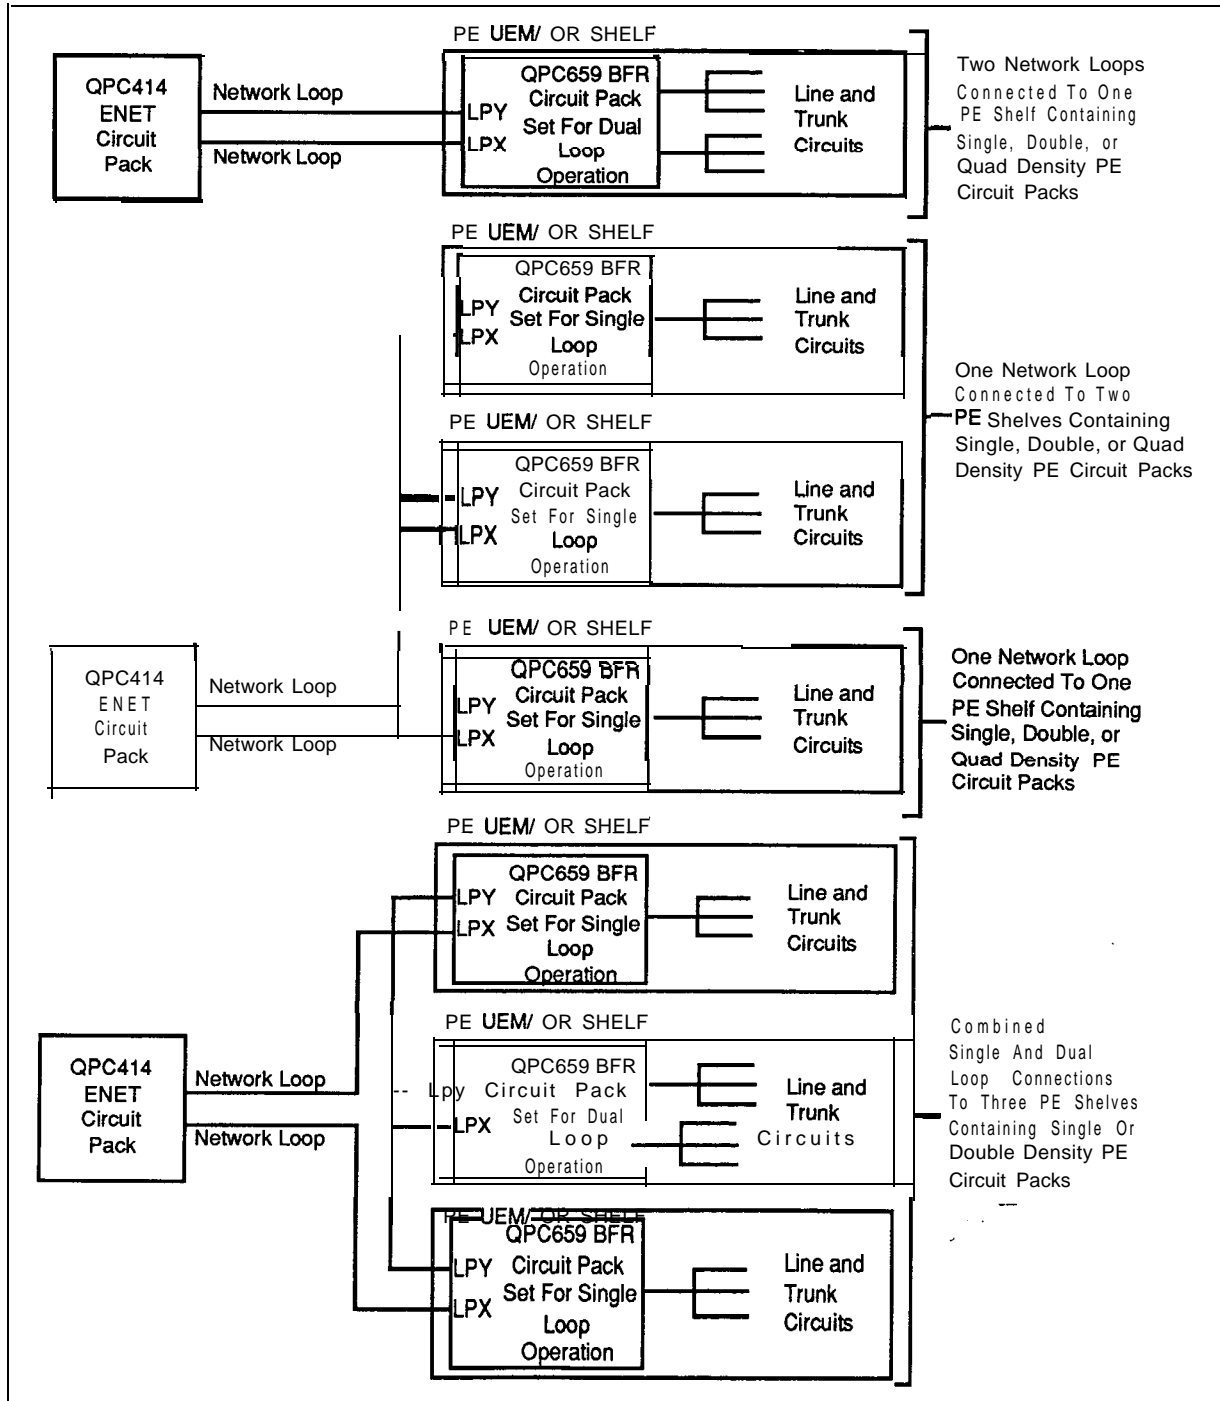 PE UEM/ OR SHELF
QPC414
ENET
Circuit
Pack
Network Loop
Network Loop
LPY
LPX
QPC659 BFR
Circuit Pack
Set For Dual
Loop
Operation
Line and
Trunk
Circuits
Two Network Loops
Connected To One
PE Shelf Containing
Single, Double, or
Quad Density PE
Circuit Packs
PE UEM/ OR SHELF
LPY
LPX
QPC659 BFR
Circuit Pack
Set For Single
Loop
Operation
Line and
Trunk
Circuits
One Network Loop
Connected To Two
PE Shelves Containing
Single, Double, or Quad
Density PE Circuit Packs
PE UEM/ OR SHELF
LPY
LPX
QPC659 BFR
Circuit Pack
Set For Single
Loop
Operation
Line and
Trunk
Circuits
PE UEM/ OR SHELF
QPC414
ENET
Circuit
Pack
Network Loop
Network Loop
LPY
LPX
QPC659 BFR
Circuit Pack
Set For Single
Loop
Operation
Line and
Trunk
Circuits
One Network Loop
Connected To One
PE Shelf Containing
Single, Double, or
Quad Density PE
Circuit Packs
PE UEM/ OR SHELF
LPY
LPX
QPC659 BFR
Circuit Pack
Set For Single
Loop
Operation
Line and
Trunk
Circuits
PE UEM/ OR SHELF
QPC414
ENET
Circuit
Pack
Network Loop
Network Loop
Lpy
LPX
QPC659 BFR
Circuit Pack
Set For Dual
Loop
Operation
Line and
Trunk
Circuits
Combined
Single And Dual
Loop Connections
To Three PE Shelves
Containing Single Or
Double Density PE
Circuit Packs
PE UEM/ OR SHELF
LPY
LPX
QPC659 BFR
Circuit Pack
Set For Single
Loop
Operation
Line and
Trunk
Circuits